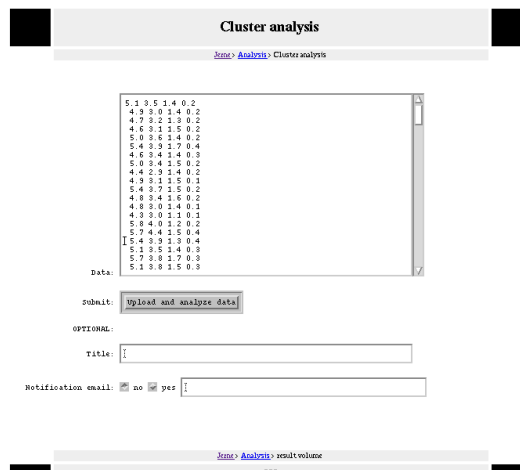 Cluster analysis
Jerne > Analysis > Cluster analysis
5.1 3.5 1.4 0.2
4.9 3.0 1.4 0.2
4.7 3.2 1.3 0.2
4.6 3.1 1.5 0.2
5.0 3.6 1.4 0.2
5.4 3.9 1.7 0.4
4.6 3.4 1.4 0.3
5.0 3.4 1.5 0.2
4.4 2.9 1.4 0.2
4.9 3.1 1.5 0.1
5.4 3.7 1.5 0.2
4.8 3.4 1.6 0.2
4.8 3.0 1.4 0.1
4.3 3.0 1.1 0.1
5.8 4.0 1.2 0.2
5.7 4.4 1.5 0.4
5.4 3.9 1.3 0.4
5.1 3.5 1.4 0.3
5.7 3.8 1.7 0.3
5.1 3.8 1.5 0.3
Data:
Submit: Upload and analyze data
OPTIONAL:
Title:
Notification email: no yes
Jerne > Analysis > result volume